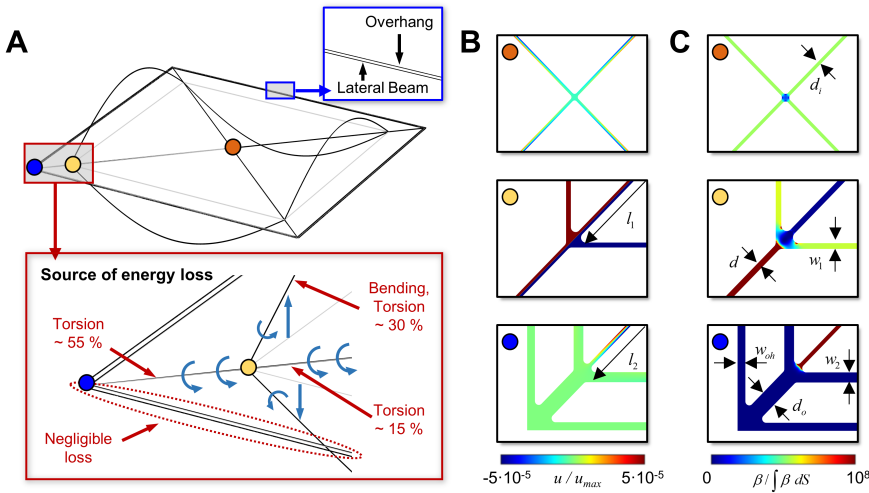 A
Overhang
Lateral Beam
Source of energy loss
Torsion
~ 55 %
Bending,
Torsion
~ 30 %
Torsion
~ 15 %
Negligible
loss
B
l₁
l₂
-5·10⁻⁵
u / uₘₐₓ
5·10⁻⁵
C
dᵢ
d
w₁
w_oh
w₂
dₒ
0
β / ∫ β dS
10⁸